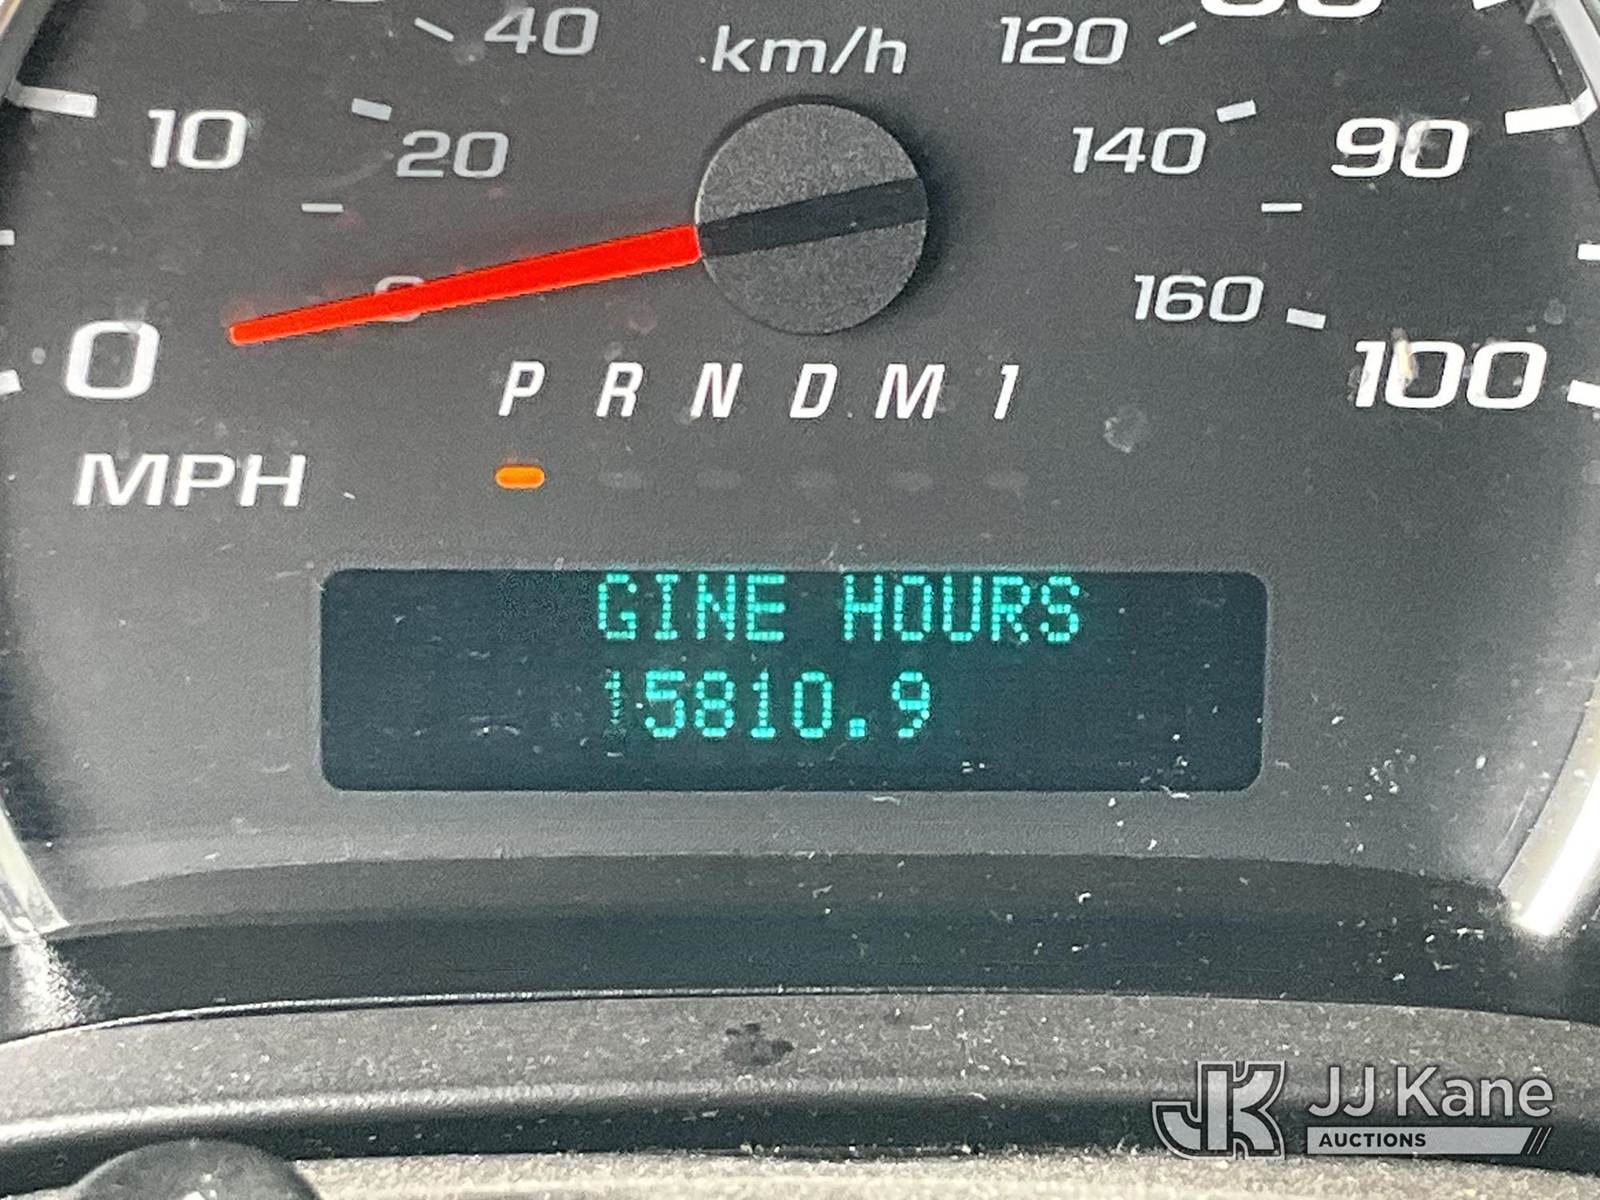 40 km/h 120
10 20 140 90
0 160 100
P R N D M 1
MPH
GINE HOURS
15810.9
JK JJ Kane
AUCTIONS